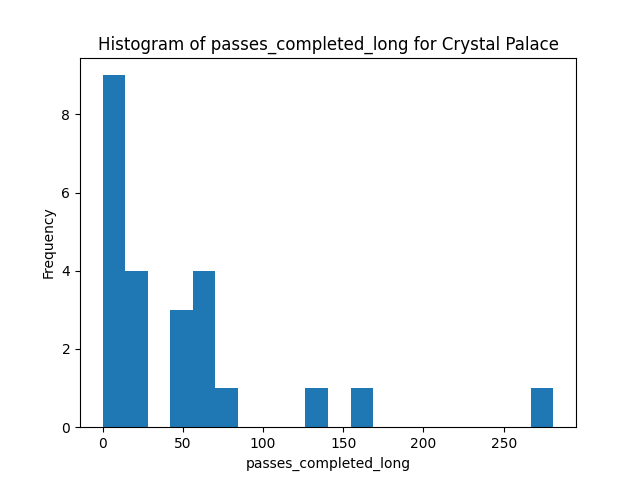 Histogram of passes_completed_long for Crystal Palace
8
6
4
2
0
Frequency
0 50 100 150 200 250
passes_completed_long